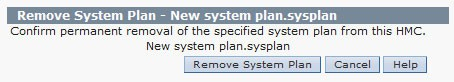 Remove System Plan - New system plan.sysplan
Confirm permanent removal of the specified system plan from this HMC.
New system plan.sysplan
Remove System Plan Cancel Help